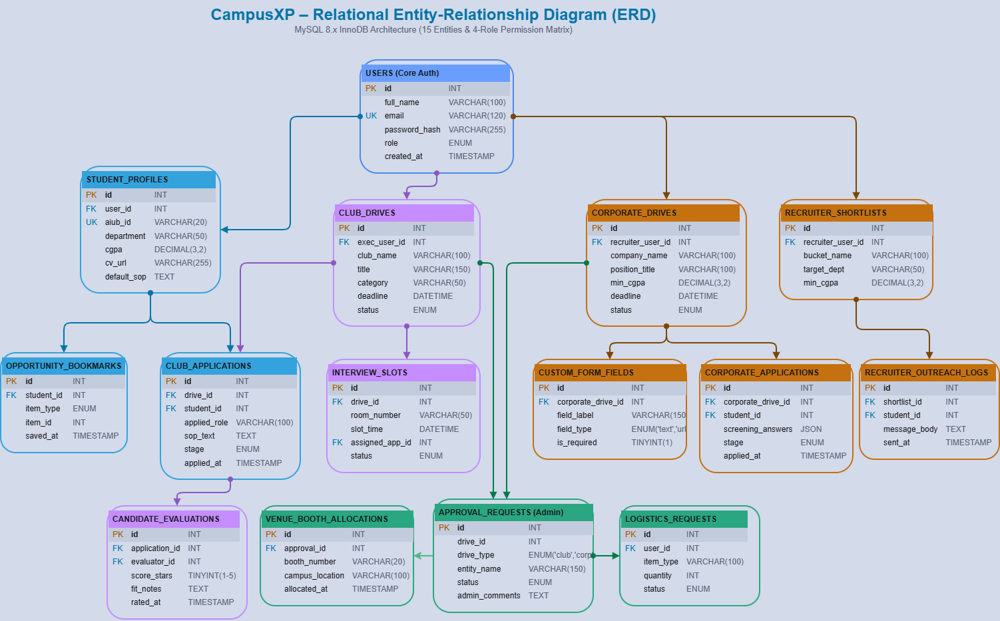 CampusXP – Relational Entity-Relationship Diagram (ERD)
MySQL 8.x InnoDB Architecture (15 Entities & 4-Role Permission Matrix)
USERS (Core Auth)
PK id INT
full_name VARCHAR(100)
UK email VARCHAR(120)
password_hash VARCHAR(255)
role ENUM
created_at TIMESTAMP
STUDENT_PROFILES
PK id INT
FK user_id INT
UK aiub_id VARCHAR(20)
department VARCHAR(50)
cgpa DECIMAL(3,2)
cv_url VARCHAR(255)
default_sop TEXT
CLUB_DRIVES
PK id INT
FK exec_user_id INT
club_name VARCHAR(100)
title VARCHAR(150)
category VARCHAR(50)
deadline DATETIME
status ENUM
CORPORATE_DRIVES
PK id INT
FK recruiter_user_id INT
company_name VARCHAR(100)
position_title VARCHAR(100)
min_cgpa DECIMAL(3,2)
deadline DATETIME
status ENUM
RECRUITER_SHORTLISTS
PK id INT
FK recruiter_user_id INT
bucket_name VARCHAR(100)
target_dept VARCHAR(50)
min_cgpa DECIMAL(3,2)
OPPORTUNITY_BOOKMARKS
PK id INT
FK student_id INT
item_type ENUM
item_id INT
saved_at TIMESTAMP
CLUB_APPLICATIONS
PK id INT
FK drive_id INT
FK student_id INT
applied_role VARCHAR(100)
sop_text TEXT
stage ENUM
applied_at TIMESTAMP
INTERVIEW_SLOTS
PK id INT
FK drive_id INT
room_number VARCHAR(50)
slot_time DATETIME
FK assigned_app_id INT
status ENUM
CUSTOM_FORM_FIELDS
PK id INT
FK corporate_drive_id INT
field_label VARCHAR(150
field_type ENUM('text','url
is_required TINYINT(1)
CORPORATE_APPLICATIONS
PK id INT
FK corporate_drive_id INT
FK student_id INT
screening_answers JSON
stage ENUM
applied_at TIMESTAMP
RECRUITER_OUTREACH_LOGS
PK id INT
FK shortlist_id INT
FK student_id INT
message_body TEXT
sent_at TIMESTAMP
CANDIDATE_EVALUATIONS
PK id INT
FK application_id INT
FK evaluator_id INT
score_stars TINYINT(1-5)
fit_notes TEXT
rated_at TIMESTAMP
VENUE_BOOTH_ALLOCATIONS
PK id INT
FK approval_id INT
booth_number VARCHAR(20)
campus_location VARCHAR(100)
allocated_at TIMESTAMP
APPROVAL_REQUESTS (Admin)
PK id INT
drive_id INT
drive_type ENUM('club','corp
entity_name VARCHAR(150)
status ENUM
admin_comments TEXT
LOGISTICS_REQUESTS
PK id INT
FK user_id INT
item_type VARCHAR(100)
quantity INT
status ENUM